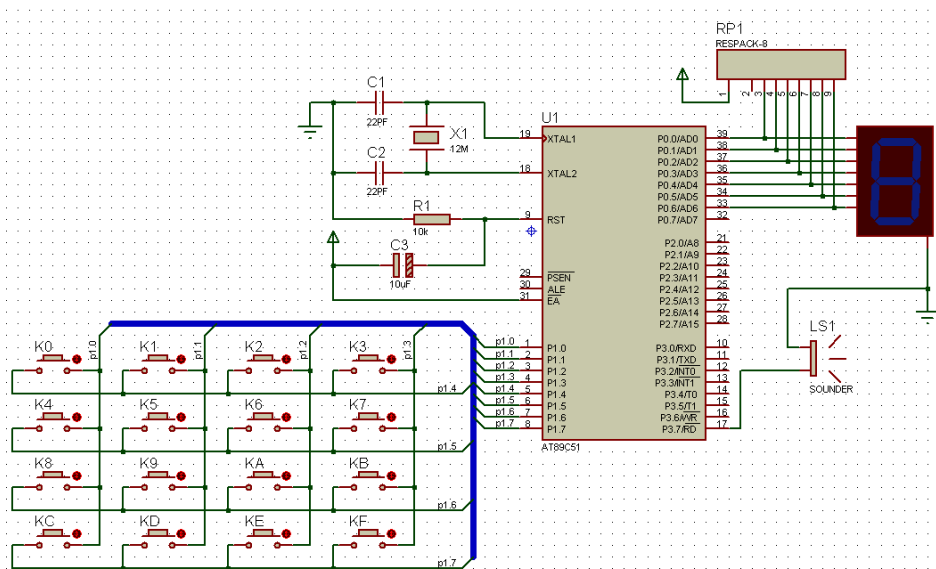 RP1
RESPACK-8
1 2 3 4 5 6 7 8 9
C1
22PF
X1
12M
C2
22PF
R1
10k
C3
10uF
U1
19 XTAL1
18 XTAL2
9 RST
29 PSEN
30 ALE
31 EA
1 P1.0
2 P1.1
3 P1.2
4 P1.3
5 P1.4
6 P1.5
7 P1.6
8 P1.7
P0.0/AD0 39
P0.1/AD1 38
P0.2/AD2 37
P0.3/AD3 36
P0.4/AD4 35
P0.5/AD5 34
P0.6/AD6 33
P0.7/AD7 32
P2.0/A8 21
P2.1/A9 22
P2.2/A10 23
P2.3/A11 24
P2.4/A12 25
P2.5/A13 26
P2.6/A14 27
P2.7/A15 28
P3.0/RXD 10
P3.1/TXD 11
P3.2/INT0 12
P3.3/INT1 13
P3.4/T0 14
P3.5/T1 15
P3.6/WR 16
P3.7/RD 17
AT89C51
LS1
SOUNDER
p1.0
p1.1
p1.2
p1.3
p1.4
p1.5
p1.6
p1.7
p1.0 p1.1 p1.2 p1.3
K0 K1 K2 K3
p1.4
K4 K5 K6 K7
p1.5
K8 K9 KA KB
p1.6
KC KD KE KF
p1.7